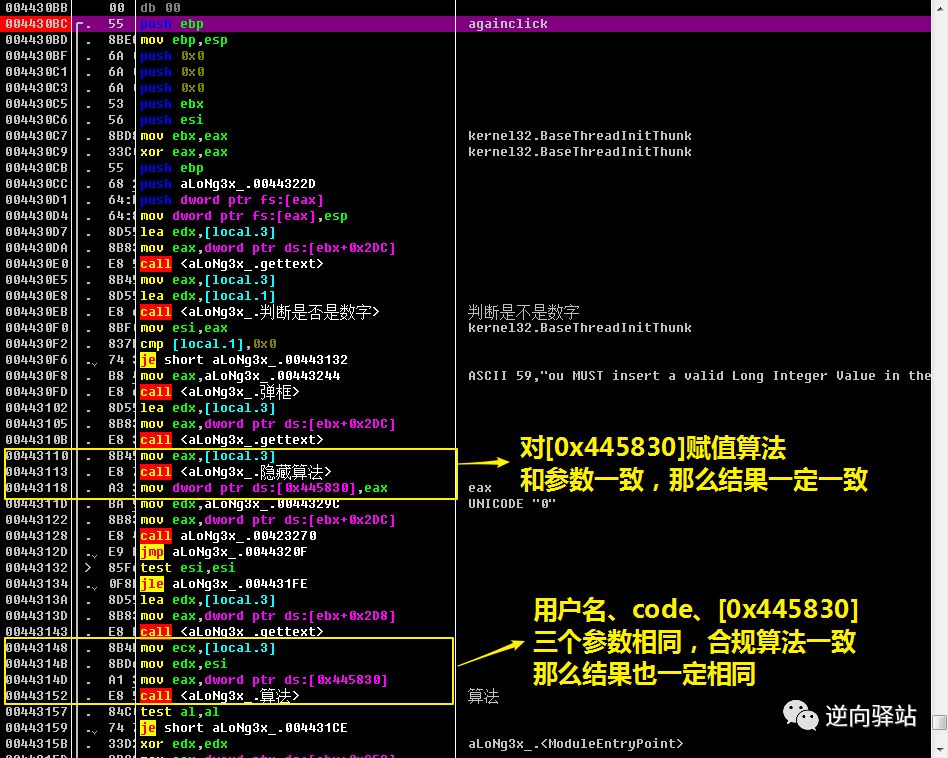 004430BB 00 db 00
004430BC . 55 push ebp againclick
004430BD . 8BE mov ebp,esp
004430BF . 6A push 0x0
004430C1 . 6A push 0x0
004430C3 . 6A push 0x0
004430C5 . 53 push ebx
004430C6 . 56 push esi
004430C7 . 8BD mov ebx,eax kernel32.BaseThreadInitThunk
004430C9 . 33C xor eax,eax kernel32.BaseThreadInitThunk
004430CB . 55 push ebp
004430CC . 68 push aLoNg3x_.0044322D
004430D1 . 64: push dword ptr fs:[eax]
004430D4 . 64: mov dword ptr fs:[eax],esp
004430D7 . 8D5 lea edx,[local.3]
004430DA . 8B8 mov eax,dword ptr ds:[ebx+0x2DC]
004430E0 . E8 call <aLoNg3x_.gettext>
004430E5 . 8B4 mov eax,[local.3]
004430E8 . 8D5 lea edx,[local.1]
004430EB . E8 call <aLoNg3x_.判断是否是数字> 判断是不是数字
004430F0 . 8BF mov esi,eax kernel32.BaseThreadInitThunk
004430F2 . 837 cmp [local.1],0x0
004430F6 . 74 je short aLoNg3x_.00443132
004430F8 . B8 mov eax,aLoNg3x_.00443244 ASCII 59,"ou MUST insert a valid Long Integer Value in the
004430FD . E8 call <aLoNg3x_.弹框>
00443102 . 8D5 lea edx,[local.3]
00443105 . 8B8 mov eax,dword ptr ds:[ebx+0x2DC]
0044310B . E8 call <aLoNg3x_.gettext>
00443110 . 8B4 mov eax,[local.3]
00443113 . E8 call <aLoNg3x_.隐藏算法>
00443118 . A3 mov dword ptr ds:[0x445830],eax eax
0044311D . BA mov edx,aLoNg3x_.0044329C UNICODE "0"
00443122 . 8B8 mov eax,dword ptr ds:[ebx+0x2DC]
00443128 . E8 call aLoNg3x_.00423270
0044312D . E9 jmp aLoNg3x_.0044320F
00443132 > 85F test esi,esi
00443134 . 0F8 jle aLoNg3x_.004431FE
0044313A . 8D5 lea edx,[local.3]
0044313D . 8B8 mov eax,dword ptr ds:[ebx+0x2D8]
00443143 . E8 call <aLoNg3x_.gettext>
00443148 . 8B4 mov ecx,[local.3]
0044314B . 8BD mov edx,esi
0044314D . A1 mov eax,dword ptr ds:[0x445830]
00443152 . E8 call <aLoNg3x_.算法> 算法
00443157 . 84C test al,al
00443159 . 74 je short aLoNg3x_.004431CE
0044315B . 33D xor edx,edx aLoNg3x_.<ModuleEntryPoint>
对[0x445830]赋值算法
和参数一致，那么结果一定一致
用户名、code、[0x445830]
三个参数相同，合规算法一致
那么结果也一定相同
逆向驿站